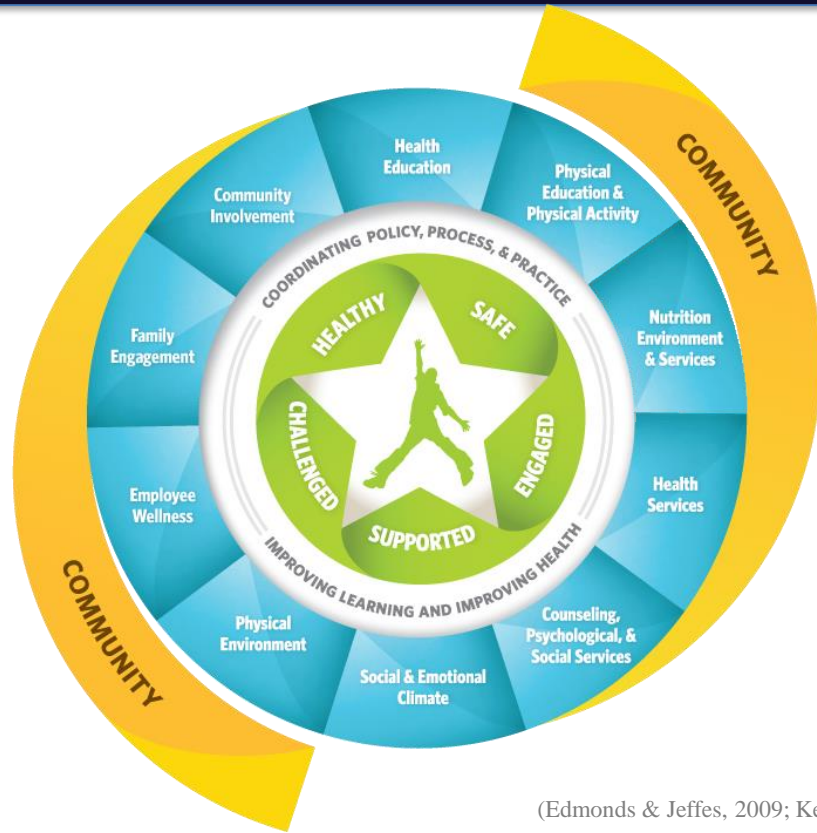 COMMUNITY
Health
Education
Physical
Education &
Physical Activity
Nutrition
Environment
& Services
Health
Services
Counseling,
Psychological, &
Social Services
Social & Emotional
Climate
Physical
Environment
Employee
Wellness
Family
Engagement
Community
Involvement
COORDINATING POLICY, PROCESS, & PRACTICE
IMPROVING LEARNING AND IMPROVING HEALTH
HEALTHY
SAFE
ENGAGED
SUPPORTED
CHALLENGED
COMMUNITY
(Edmonds & Jeffes, 2009; Ke